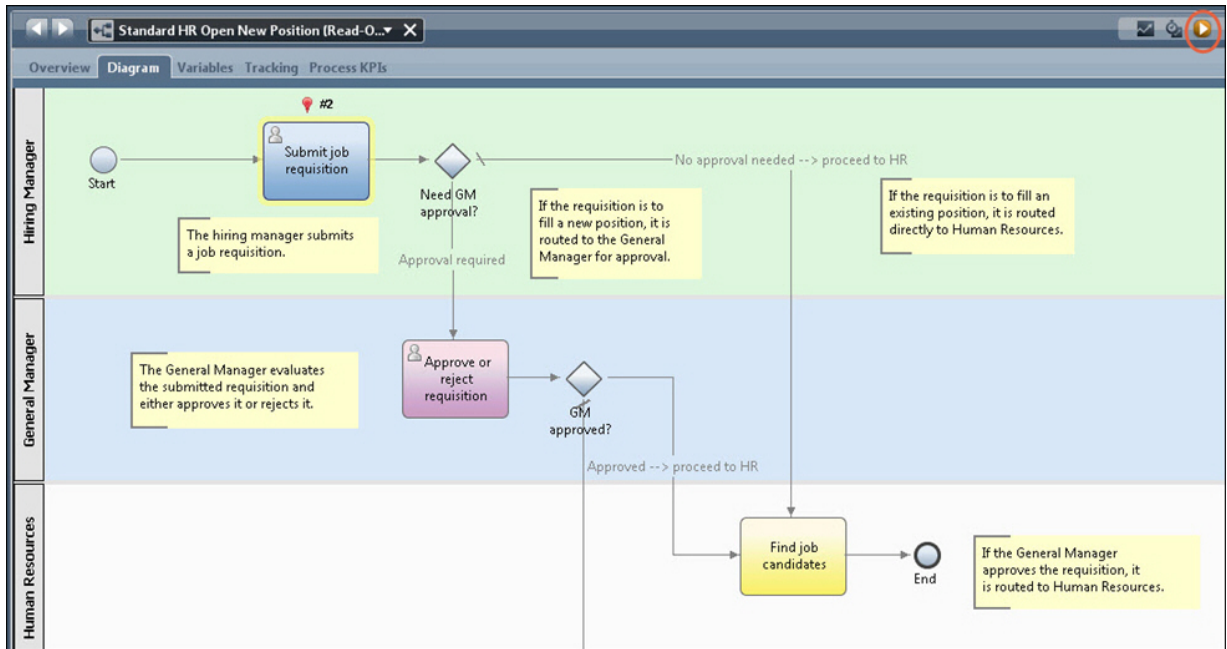 Standard HR Open New Position (Read-O...
Overview Diagram Variables Tracking Process KPIs
Hiring Manager
#2
Start
Submit job
requisition
Need GM
approval?
No approval needed --> proceed to HR
The hiring manager submits
a job requisition.
If the requisition is to
fill a new position, it is
routed to the General
Manager for approval.
If the requisition is to fill an
existing position, it is routed
directly to Human Resources.
Approval required
General Manager
The General Manager evaluates
the submitted requisition and
either approves it or rejects it.
Approve or
reject
requisition
GM
approved?
Approved --> proceed to HR
Human Resources
Find job
candidates
End
If the General Manager
approves the requisition, it
is routed to Human Resources.